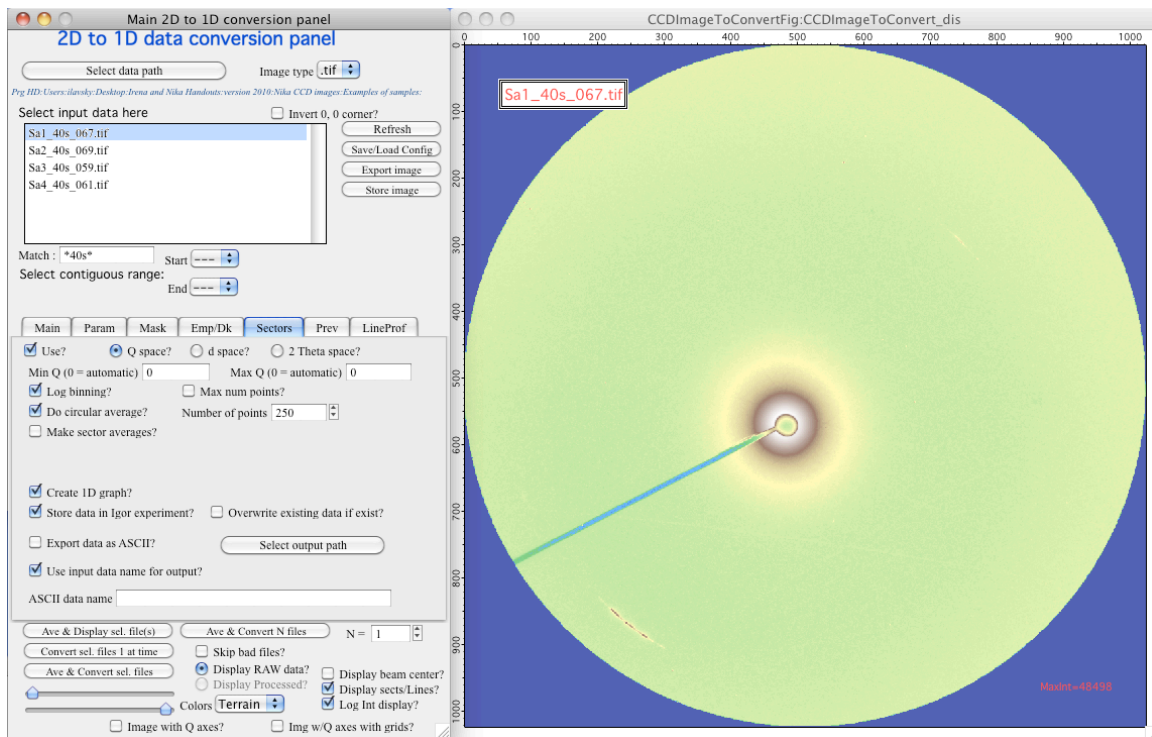 Main 2D to 1D conversion panel
2D to 1D data conversion panel
Select data path
Image type .tif
Prg HD:Users:ilavsky:Desktop:Irena and Nika Handouts:version 2010:Nika CCD images:Examples of samples:
Select input data here
Invert 0, 0 corner?
Sa1_40s_067.tif
Sa2_40s_069.tif
Sa3_40s_059.tif
Sa4_40s_061.tif
Refresh
Save/Load Config
Export image
Store image
Match : *40s*
Start ---
Select contiguous range:
End ---
Main Param Mask Emp/Dk Sectors Prev LineProf
Use? Q space? d space? 2 Theta space?
Min Q (0 = automatic) 0 Max Q (0 = automatic) 0
Log binning? Max num points?
Do circular average? Number of points 250
Make sector averages?
Create 1D graph?
Store data in Igor experiment? Overwrite existing data if exist?
Export data as ASCII? Select output path
Use input data name for output?
ASCII data name
Ave & Display sel. file(s) Ave & Convert N files N = 1
Convert sel. files 1 at time Skip bad files?
Ave & Convert sel. files Display RAW data? Display beam center?
Display Processed? Display sects/Lines?
Colors Terrain Log Int display?
Image with Q axes? Img w/Q axes with grids?
CCDImageToConvertFig:CCDImageToConvert_dis
0 100 200 300 400 500 600 700 800 900 1000
0
100
200
300
400
500
600
700
800
900
1000
Sa1_40s_067.tif
MaxInt=48498